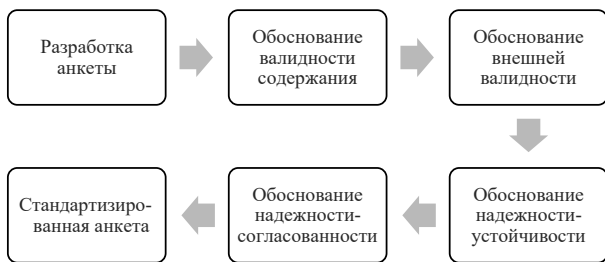 Разработка
анкеты
Обоснование
валидности
содержания
Обоснование
внешней
валидности
Обоснование
надежности-
устойчивости
Обоснование
надежности-
согласованности
Стандартизиро-
ванная анкета